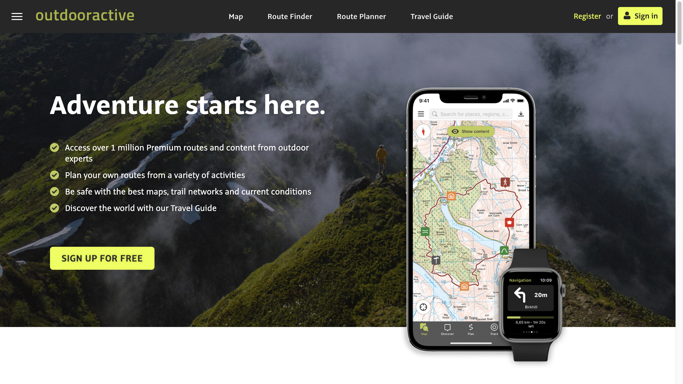 outdooractive
Map Route Finder Route Planner Travel Guide
Register or Sign in
Adventure starts here.
Access over 1 million Premium routes and content from outdoor
experts
Plan your own routes from a variety of activities
Be safe with the best maps, trail networks and current conditions
Discover the world with our Travel Guide
SIGN UP FOR FREE
9:41
Search for places, regions,
Show content
Navigation 10:09
20m